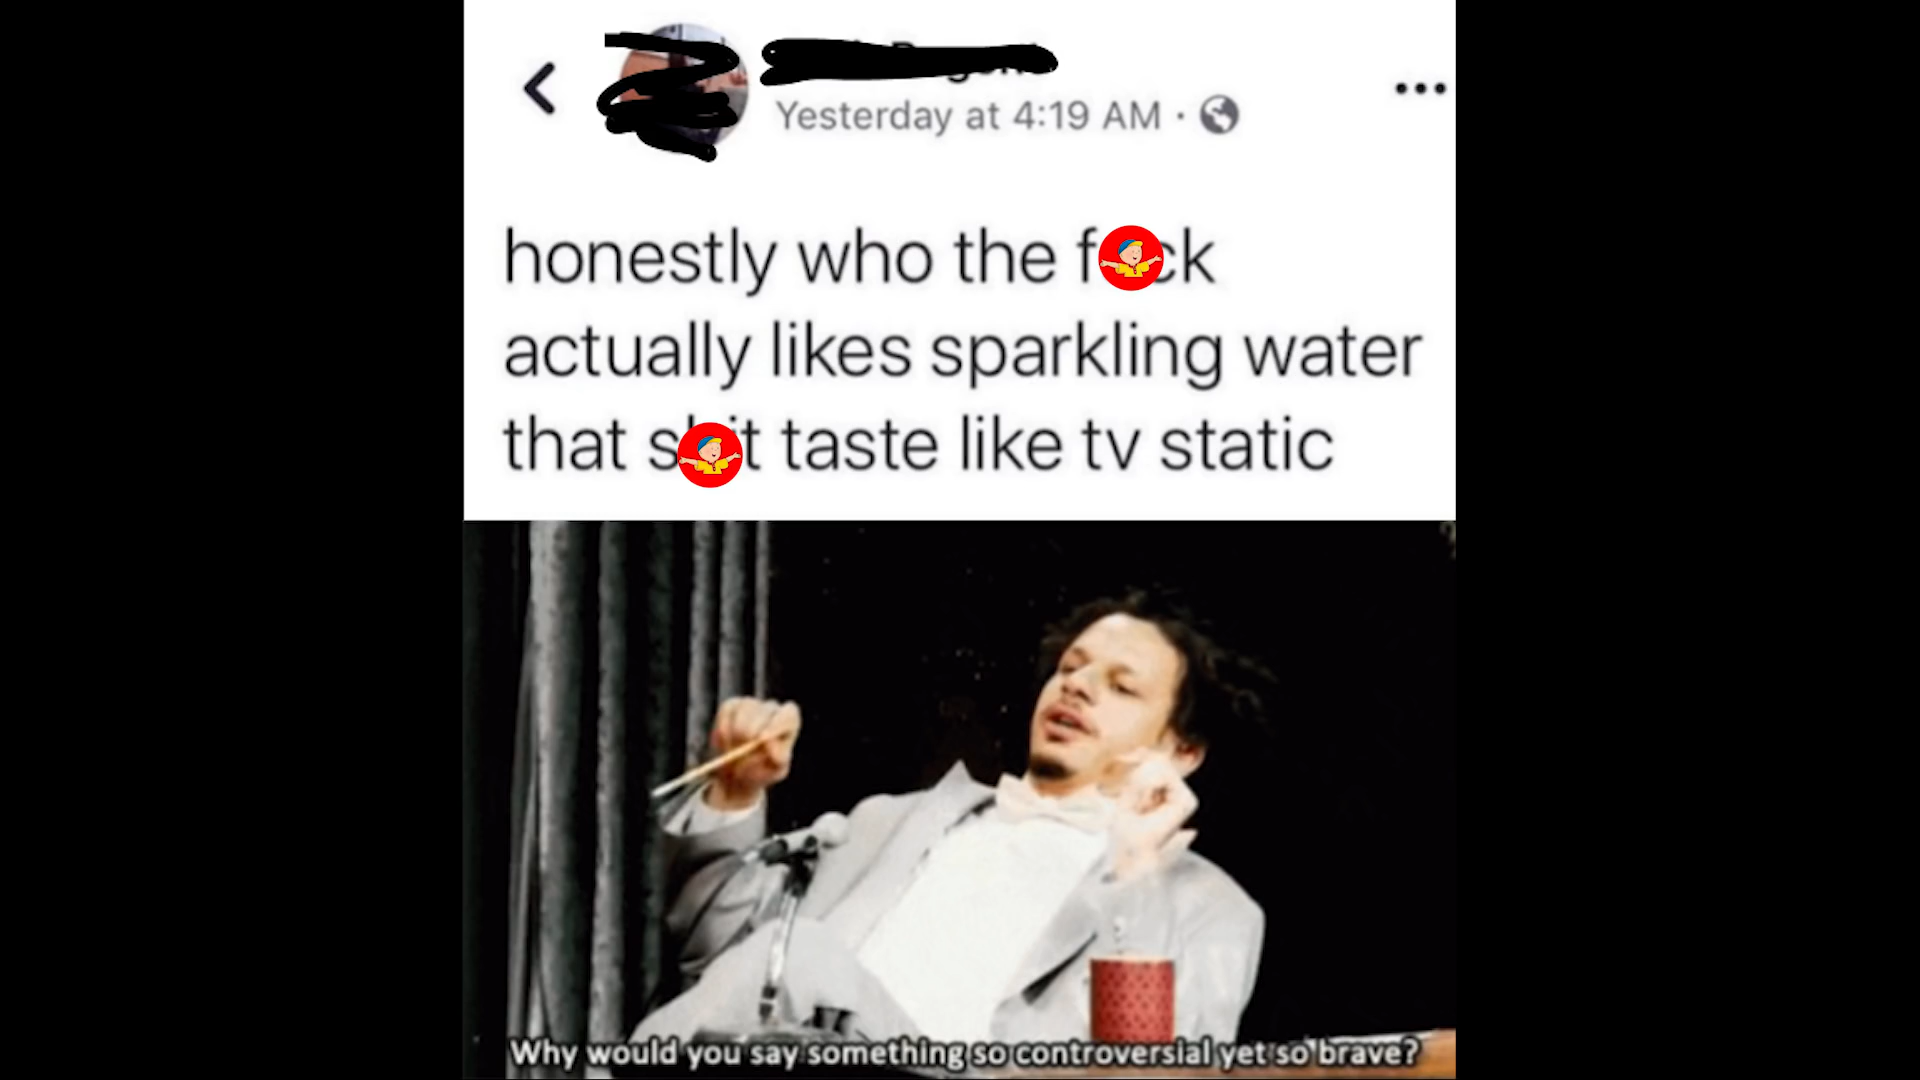 Yesterday at 4:19 AM ·
honestly who the f ck
actually likes sparkling water
that s it taste like tv static
Why would you say something so controversial yet so brave?